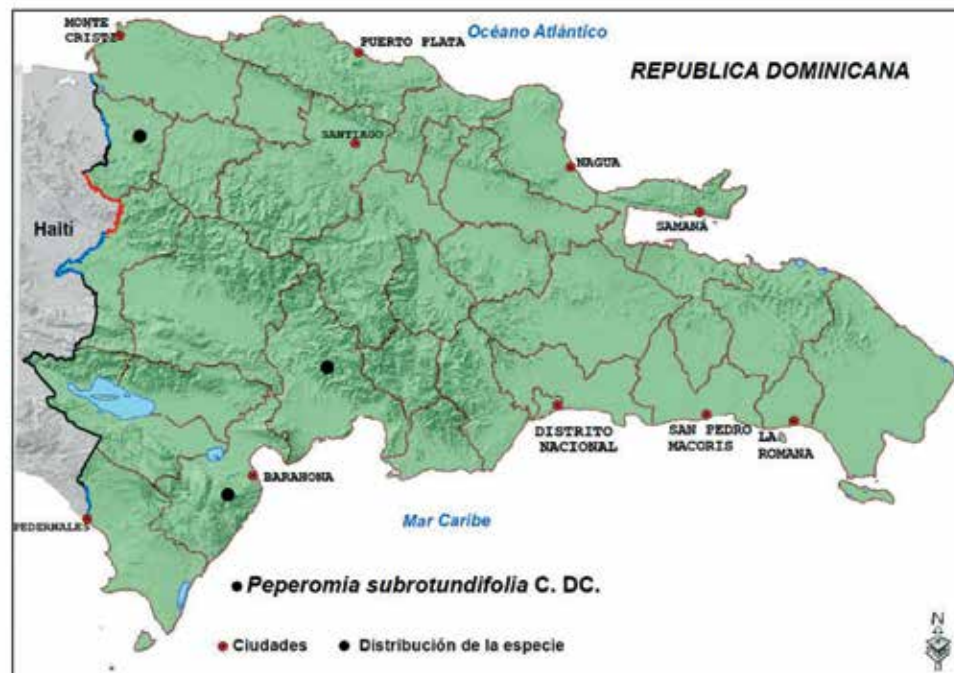 MONTE
CRISTI
PUERTO PLATA
Océano Atlántico
REPUBLICA DOMINICANA
SANTIAGO
NAGUA
Haití
SAMANÁ
DISTRITO
NACIONAL
SAN PEDRO
MACORIS
LA
ROMANA
BARAHONA
PEDERNALES
Mar Caribe
Peperomia subrotundifolia C. DC.
Ciudades
Distribución de la especie
N